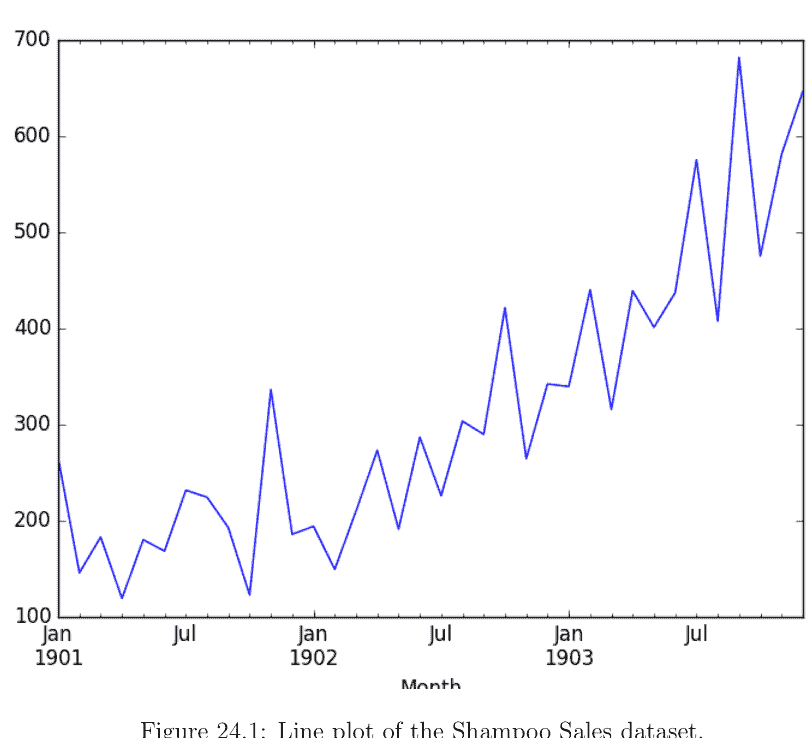 700
600
500
400
300
200
100
Jan Jul Jan Jul Jan Jul
1901 1902 1903
Month
Figure 24.1: Line plot of the Shampoo Sales dataset.